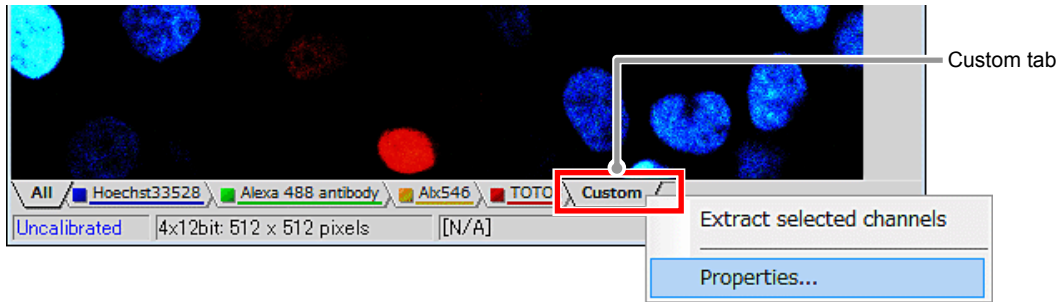 Custom tab
All Hoechst33528 Alexa 488 antibody Alx546 TOTO Custom
Extract selected channels
Uncalibrated 4x12bit: 512 x 512 pixels [N/A]
Properties...